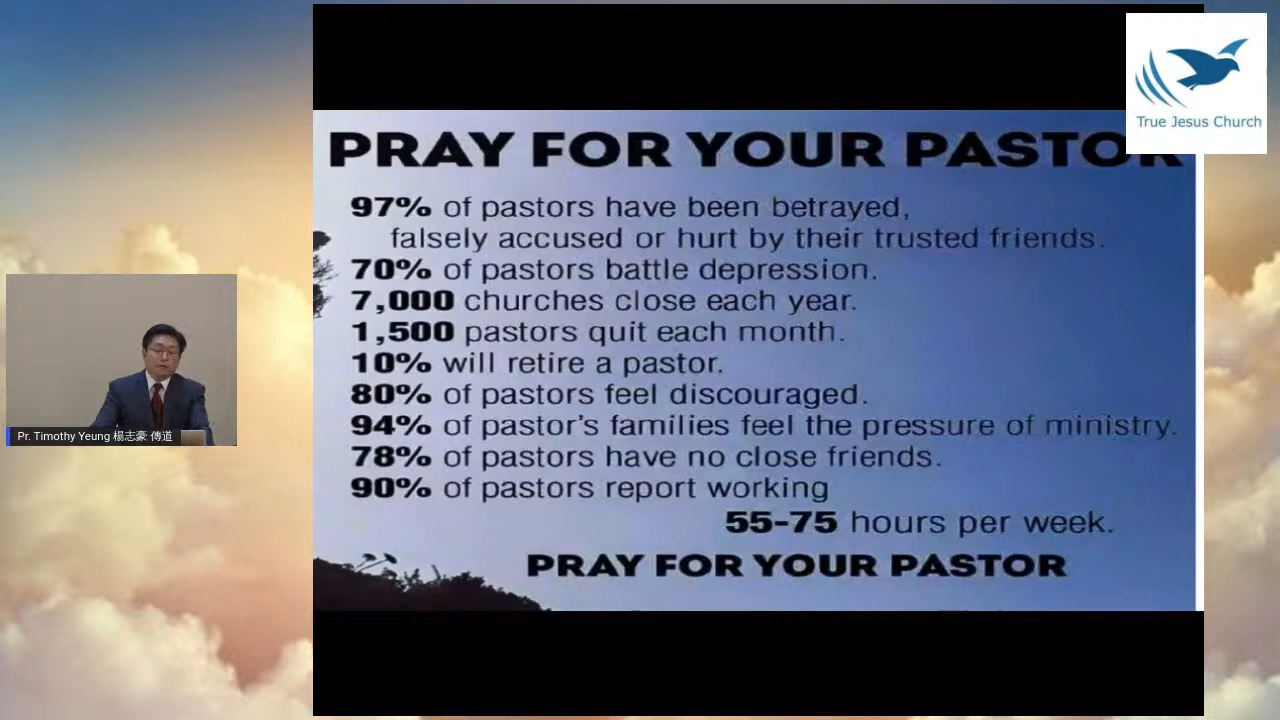 PRAY FOR YOUR PASTOR
97% of pastors have been betrayed,
falsely accused or hurt by their trusted friends.
70% of pastors battle depression.
7,000 churches close each year.
1,500 pastors quit each month.
10% will retire a pastor.
80% of pastors feel discouraged.
94% of pastor's families feel the pressure of ministry.
78% of pastors have no close friends.
90% of pastors report working
55-75 hours per week.
PRAY FOR YOUR PASTOR
True Jesus Church
Pr. Timothy Yeung 楊志豪 傳道